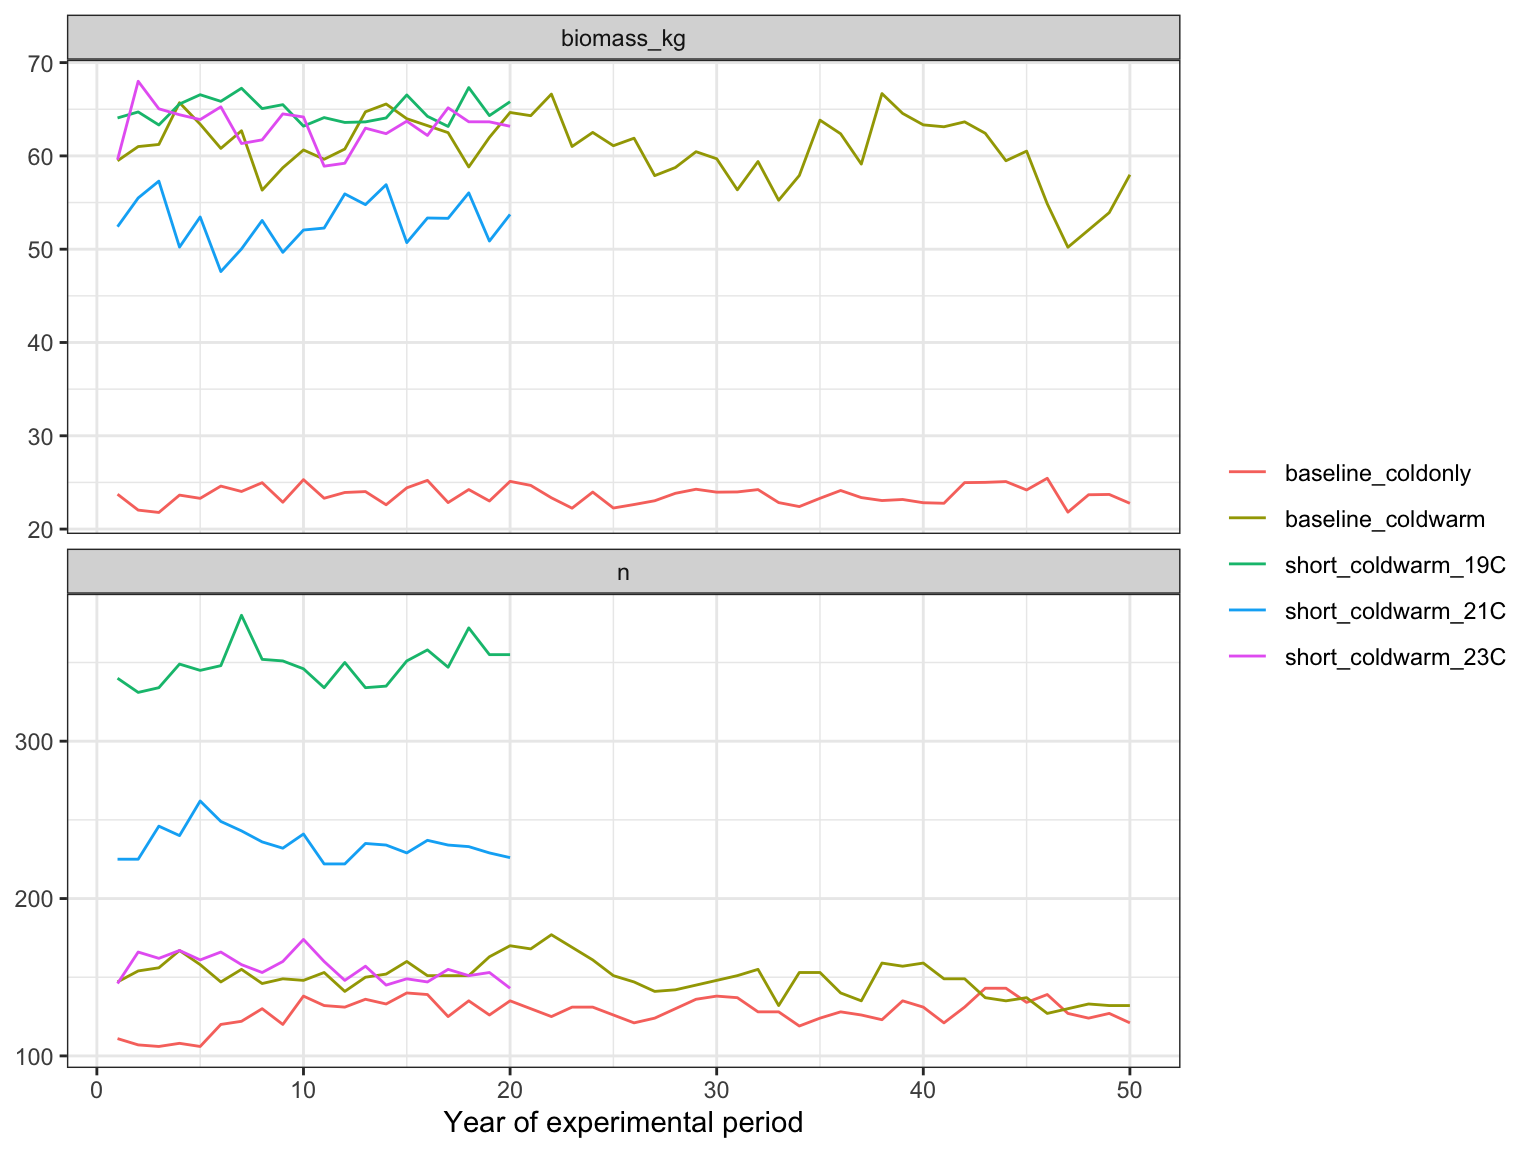 biomass_kg
70
60
50
40
30
20
n
300
200
100
0 10 20 30 40 50
Year of experimental period
baseline_coldonly
baseline_coldwarm
short_coldwarm_19C
short_coldwarm_21C
short_coldwarm_23C